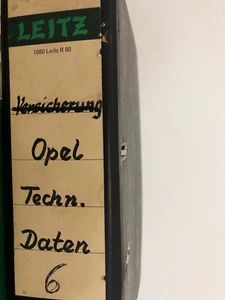 LEITZ
1080 Leitz R 80
Versicherung
Opel
Techn.
Daten
6